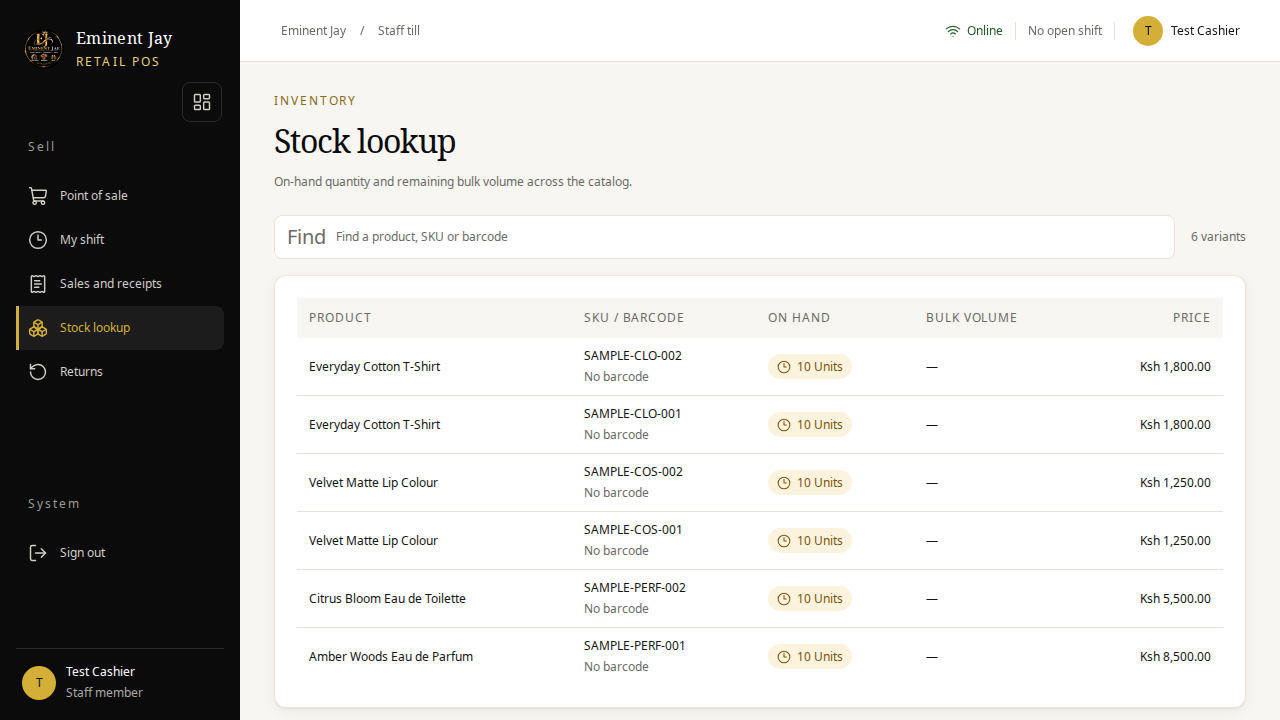 Eminent Jay
RETAIL POS
Sell
Point of sale
My shift
Sales and receipts
Stock lookup
Returns
System
Sign out
T
Test Cashier
Staff member
Eminent Jay / Staff till
Online
No open shift
T
Test Cashier
INVENTORY
Stock lookup
On-hand quantity and remaining bulk volume across the catalog.
Find Find a product, SKU or barcode
6 variants
PRODUCT SKU / BARCODE ON HAND BULK VOLUME PRICE
Everyday Cotton T-Shirt SAMPLE-CLO-002 No barcode 10 Units — Ksh 1,800.00
Everyday Cotton T-Shirt SAMPLE-CLO-001 No barcode 10 Units — Ksh 1,800.00
Velvet Matte Lip Colour SAMPLE-COS-002 No barcode 10 Units — Ksh 1,250.00
Velvet Matte Lip Colour SAMPLE-COS-001 No barcode 10 Units — Ksh 1,250.00
Citrus Bloom Eau de Toilette SAMPLE-PERF-002 No barcode 10 Units — Ksh 5,500.00
Amber Woods Eau de Parfum SAMPLE-PERF-001 No barcode 10 Units — Ksh 8,500.00